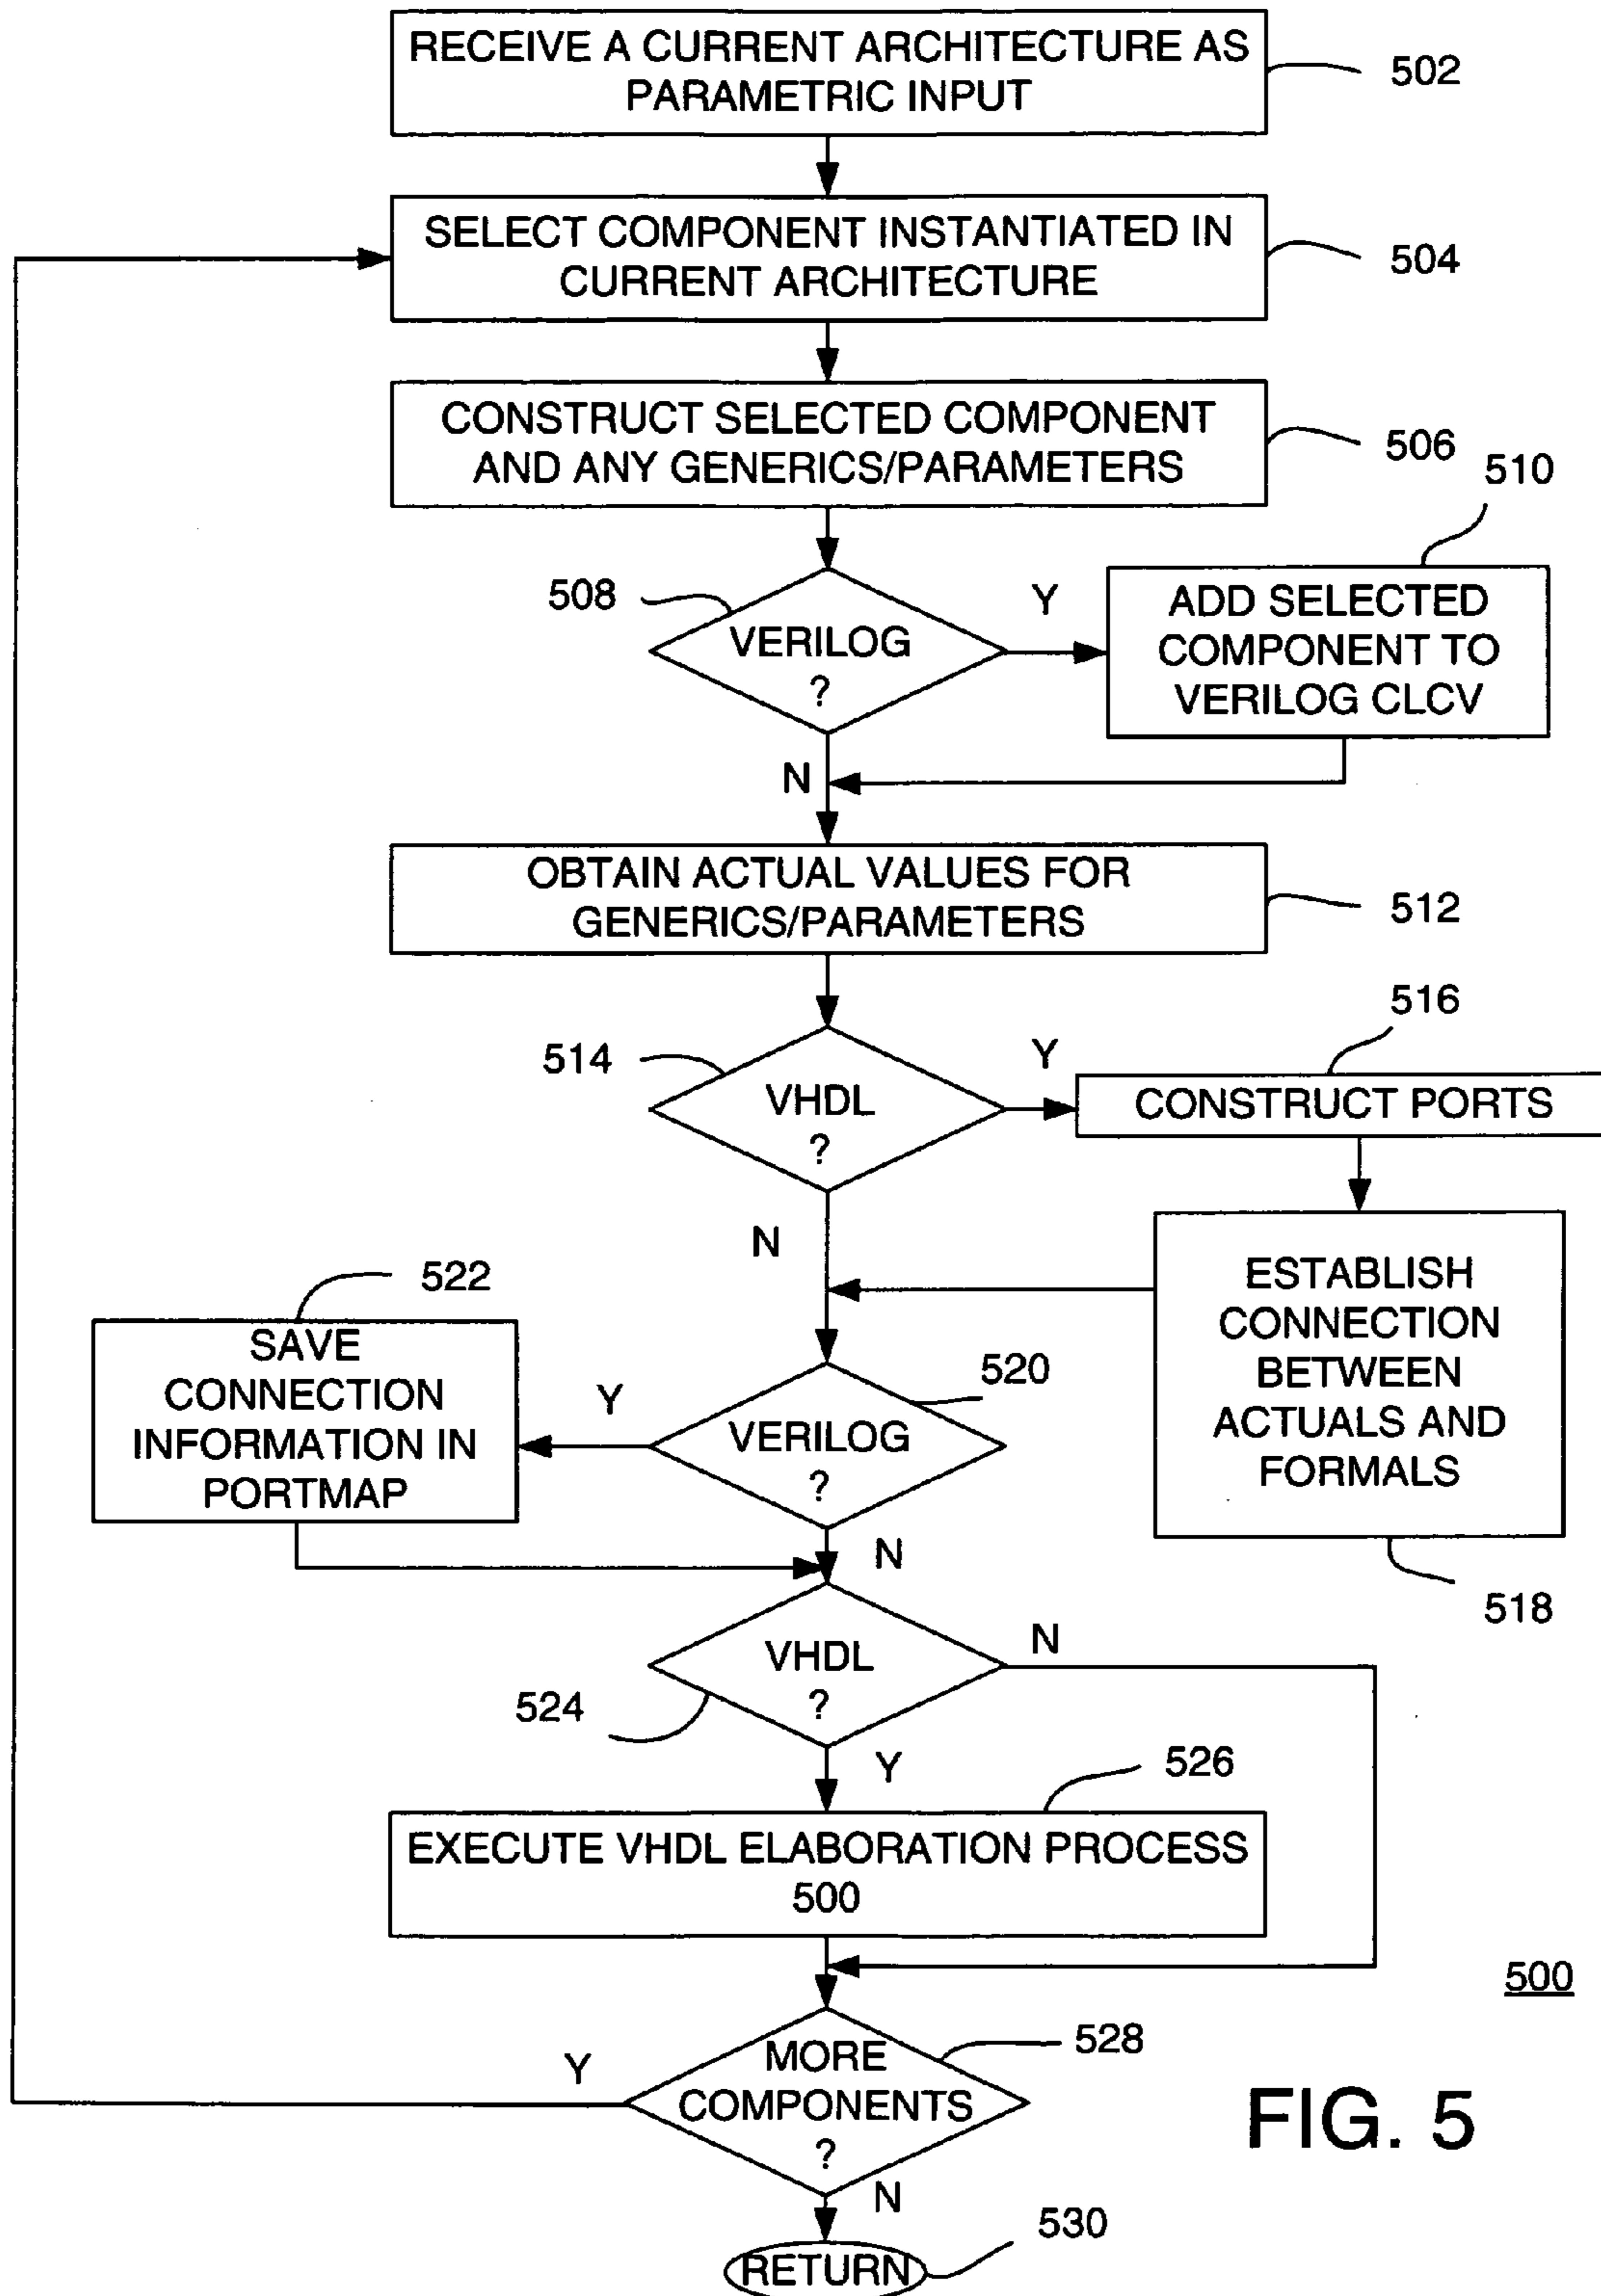 RECEIVE A CURRENT ARCHITECTURE AS
PARAMETRIC INPUT
502
SELECT COMPONENT INSTANTIATED IN
CURRENT ARCHITECTURE
504
CONSTRUCT SELECTED COMPONENT
AND ANY GENERICS/PARAMETERS
506
510
508
VERILOG
?
Y
ADD SELECTED
COMPONENT TO
VERILOG CLCV
N
OBTAIN ACTUAL VALUES FOR
GENERICS/PARAMETERS
512
516
514
VHDL
?
Y
CONSTRUCT PORTS
N
ESTABLISH
CONNECTION
BETWEEN
ACTUALS AND
FORMALS
518
522
SAVE
CONNECTION
INFORMATION IN
PORTMAP
Y
520
VERILOG
?
N
VHDL
?
N
524
Y
526
EXECUTE VHDL ELABORATION PROCESS
500
500
Y
MORE
COMPONENTS
?
528
FIG. 5
N
530
RETURN